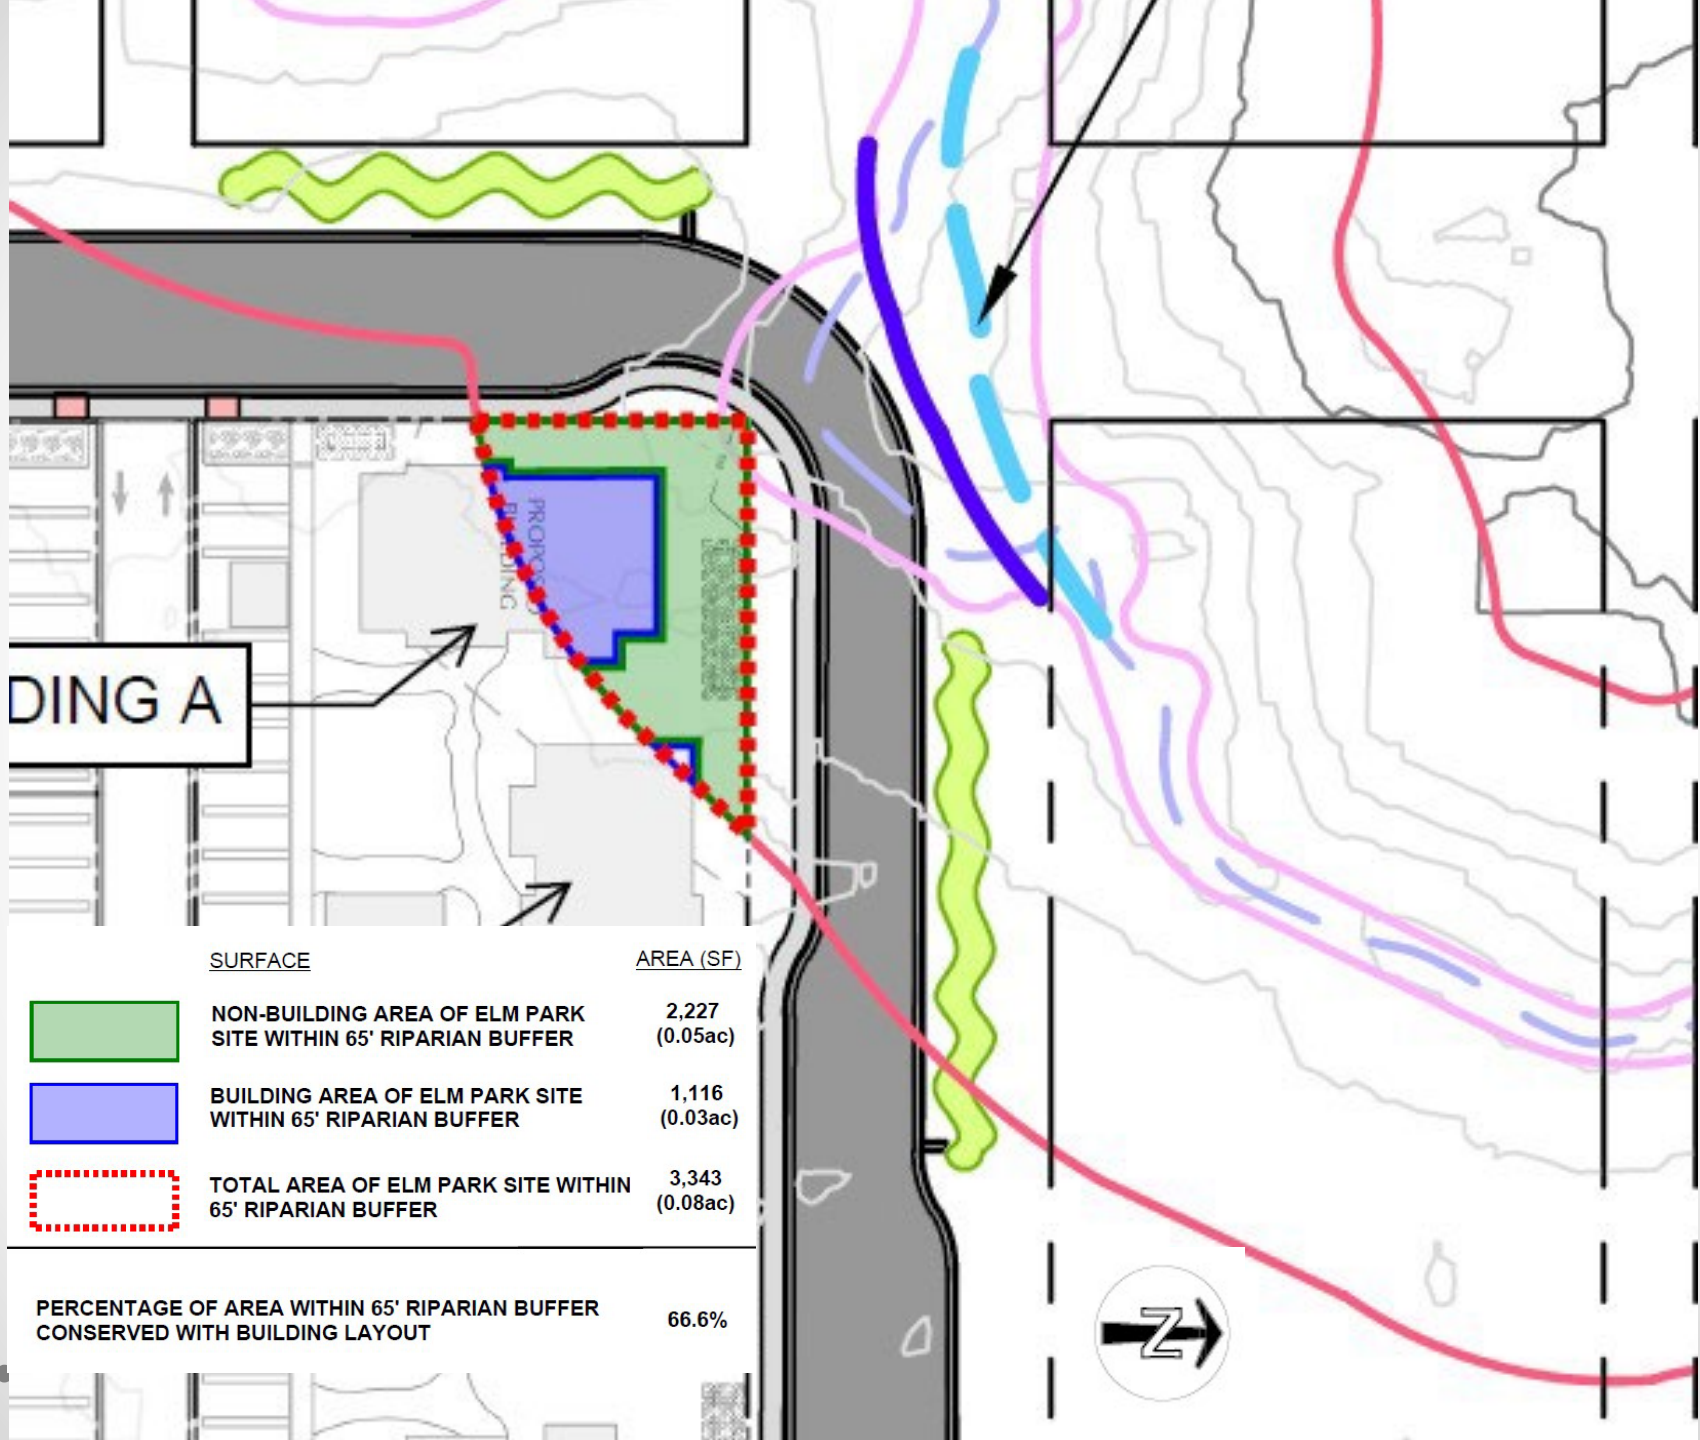 PROPOSED
BUILDING
DING A
SURFACE AREA (SF)
NON-BUILDING AREA OF ELM PARK
SITE WITHIN 65' RIPARIAN BUFFER
2,227
(0.05ac)
BUILDING AREA OF ELM PARK SITE
WITHIN 65' RIPARIAN BUFFER
1,116
(0.03ac)
TOTAL AREA OF ELM PARK SITE WITHIN
65' RIPARIAN BUFFER
3,343
(0.08ac)
PERCENTAGE OF AREA WITHIN 65' RIPARIAN BUFFER
CONSERVED WITH BUILDING LAYOUT
66.6%
Z